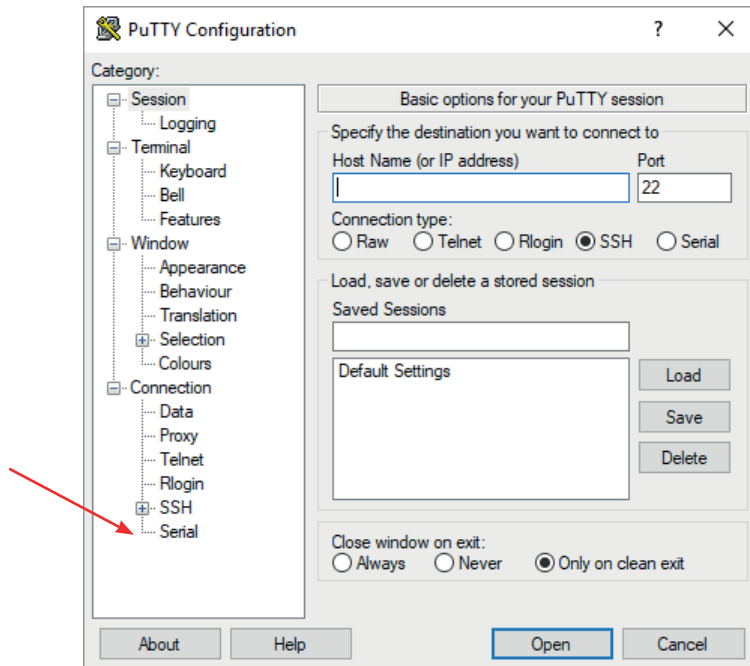 PuTTY Configuration
?
Category:
Session
Logging
Terminal
Keyboard
Bell
Features
Window
Appearance
Behaviour
Translation
Selection
Colours
Connection
Data
Proxy
Telnet
Rlogin
SSH
Serial
Basic options for your PuTTY session
Specify the destination you want to connect to
Host Name (or IP address) Port
22
Connection type:
Raw Telnet Rlogin SSH Serial
Load, save or delete a stored session
Saved Sessions
Default Settings
Load
Save
Delete
Close window on exit:
Always Never Only on clean exit
About Help Open Cancel